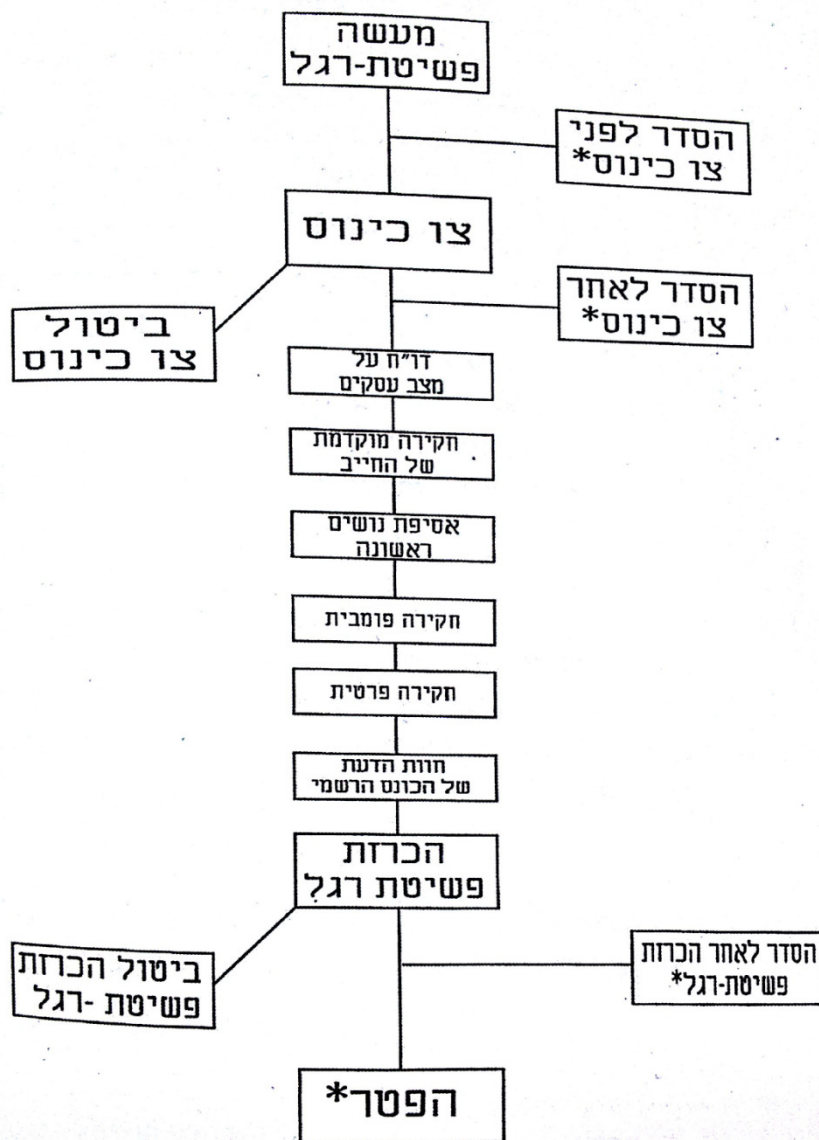 מעשה
פשיטת-רגל
הסדר לפני
צו כינוס*
צו כינוס
הסדר לאחר
צו כינוס*
ביטול
צו כינוס
דו"ח על
מצב עסקים
חקירה מוקדמת
של החייב
אסיפת נושים
ראשונה
חקירה פומבית
חקירה פרטית
חוות הדעת
של הכונס הרשמי
הכרזת
פשיטת רגל
הסדר לאחר הכרזת
פשיטת-רגל*
ביטול הכרזת
פשיטת -רגל
הפטר*